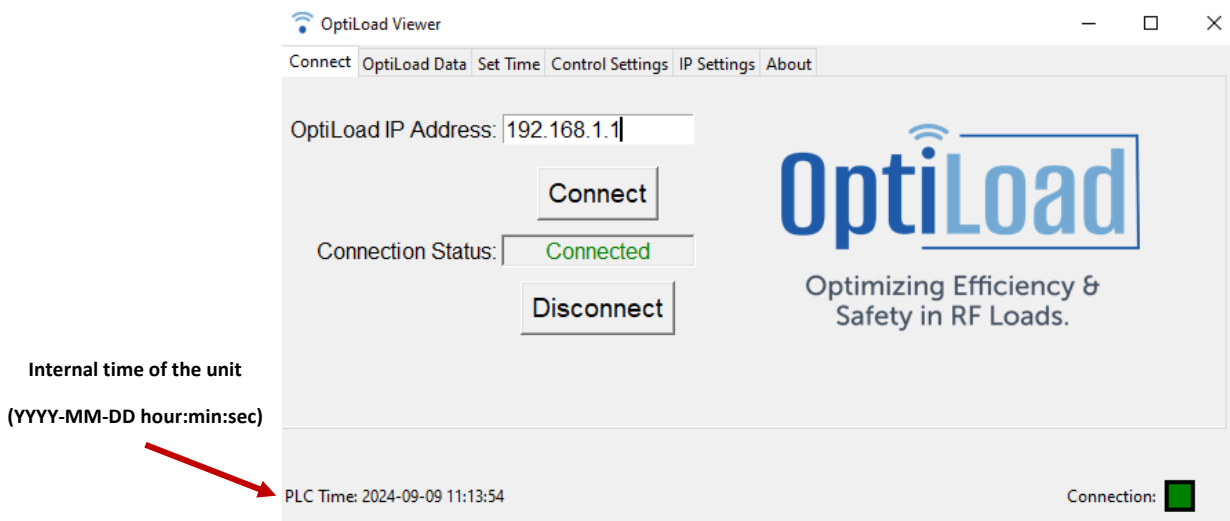 OptiLoad Viewer
Connect OptiLoad Data Set Time Control Settings IP Settings About
OptiLoad IP Address: 192.168.1.1
Connect
Connection Status: Connected
Disconnect
OptiLoad
Optimizing Efficiency &
Safety in RF Loads.
Internal time of the unit
(YYYY-MM-DD hour:min:sec)
PLC Time: 2024-09-09 11:13:54 Connection: